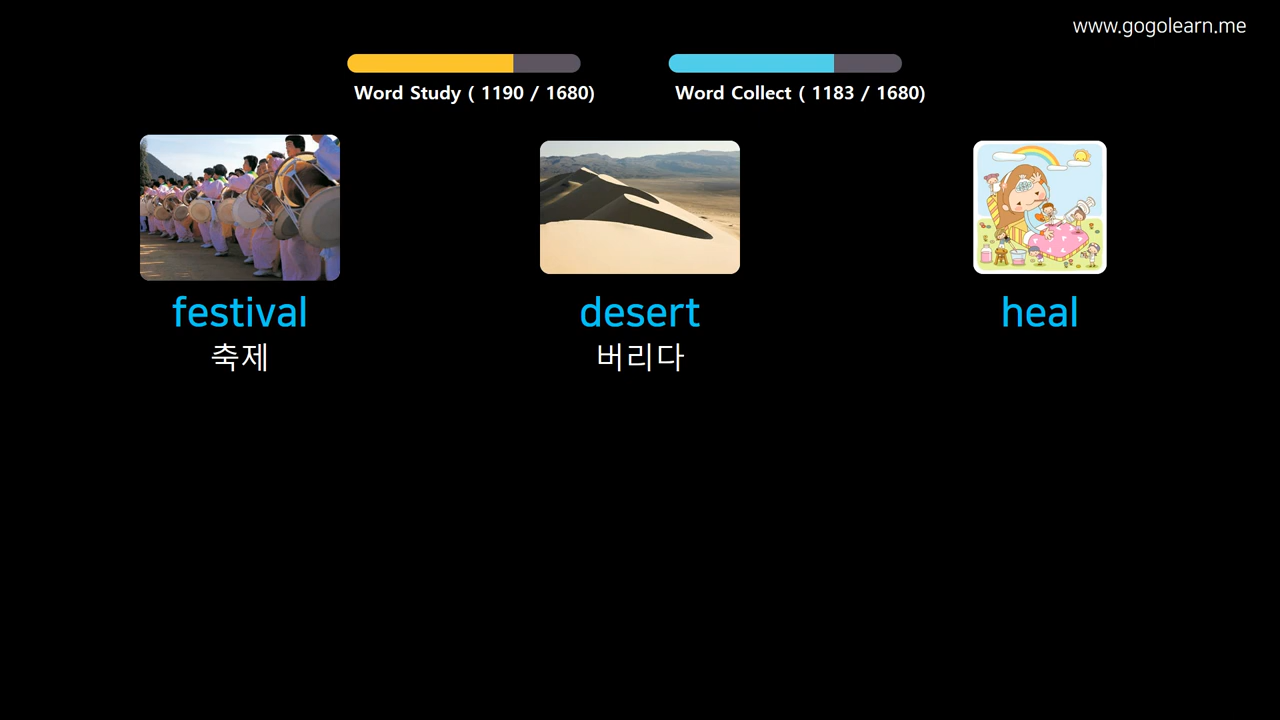 www.gogolearn.me
Word Study ( 1190 / 1680)
Word Collect ( 1183 / 1680)
festival
축제
desert
버리다
heal